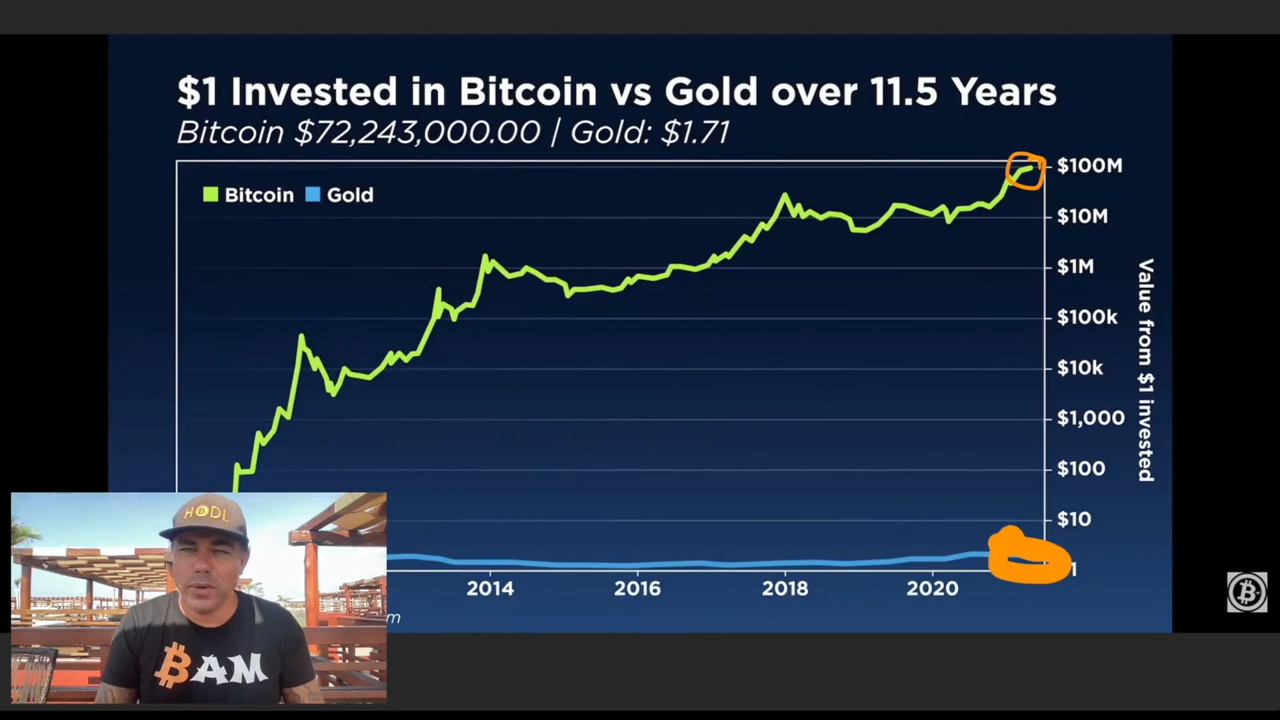 $1 Invested in Bitcoin vs Gold over 11.5 Years
Bitcoin $72,243,000.00 | Gold: $1.71
Bitcoin Gold
$100M
$10M
$1M
$100k
$10k
$1,000
$100
$10
1
Value from $1 invested
2014 2016 2018 2020
m
HODL
BAM